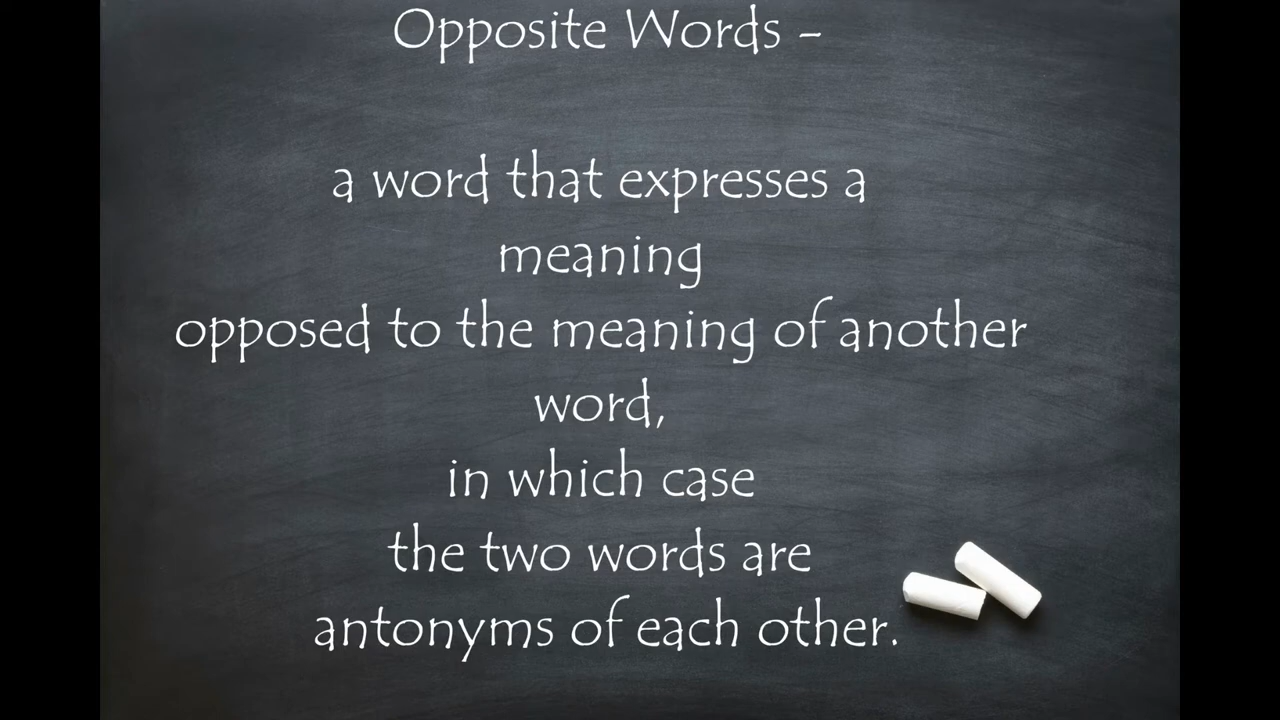 Opposite Words -
a word that expresses a
meaning
opposed to the meaning of another
word,
in which case
the two words are
antonyms of each other.